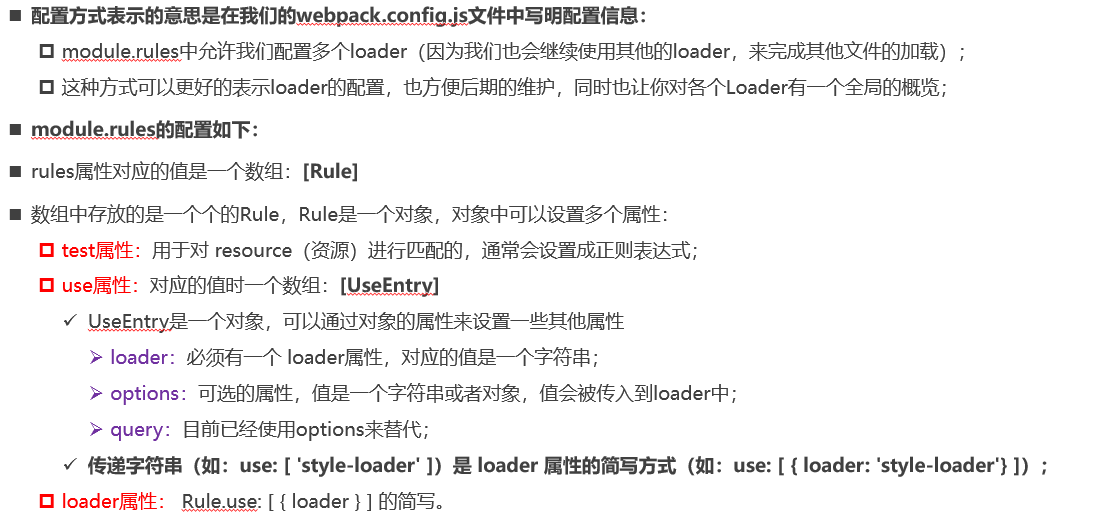 配置方式表示的意思是在我们的webpack.config.js文件中写明配置信息：
module.rules中允许我们配置多个loader（因为我们也会继续使用其他的loader，来完成其他文件的加载）；
这种方式可以更好的表示loader的配置，也方便后期的维护，同时也让你对各个Loader有一个全局的概览；
module.rules的配置如下：
rules属性对应的值是一个数组：[Rule]
数组中存放的是一个个的Rule，Rule是一个对象，对象中可以设置多个属性：
test属性：用于对 resource（资源）进行匹配的，通常会设置成正则表达式；
use属性：对应的值时一个数组：[UseEntry]
UseEntry是一个对象，可以通过对象的属性来设置一些其他属性
loader：必须有一个 loader属性，对应的值是一个字符串；
options：可选的属性，值是一个字符串或者对象，值会被传入到loader中；
query：目前已经使用options来替代；
传递字符串（如：use: [ 'style-loader' ]）是 loader 属性的简写方式（如：use: [ { loader: 'style-loader'} ]）；
loader属性： Rule.use: [ { loader } ] 的简写。